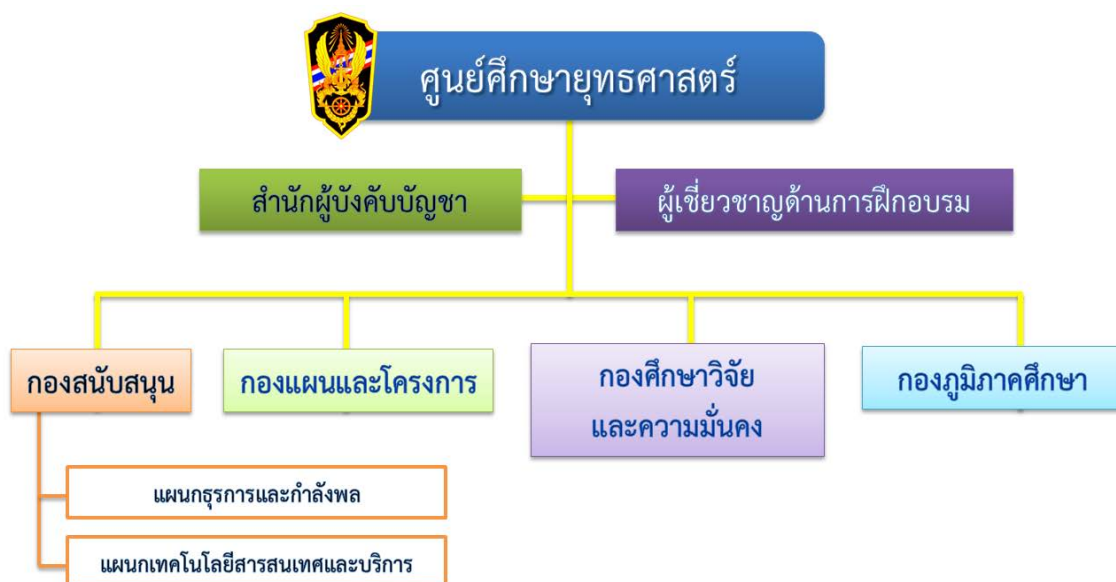 ศูนย์ศึกษายุทธศาสตร์
สำนักผู้บังคับบัญชา
ผู้เชี่ยวชาญด้านการฝึกอบรม
กองสนับสนุน
กองแผนและโครงการ
กองศึกษาวิจัย
และความมั่นคง
กองภูมิภาคศึกษา
แผนกธุรการและกำลังพล
แผนกเทคโนโลยีสารสนเทศและบริการ